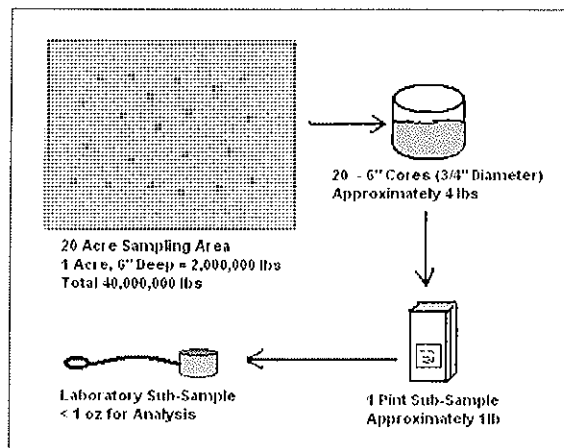 20 - 6" Cores (3/4" Diameter)
Approximately 4 lbs
20 Acre Sampling Area
1 Acre, 6" Deep = 2,000,000 lbs
Total 40,000,000 lbs
Laboratory Sub-Sample
< 1 oz for Analysis
1 Pint Sub-Sample
Approximately 1lb